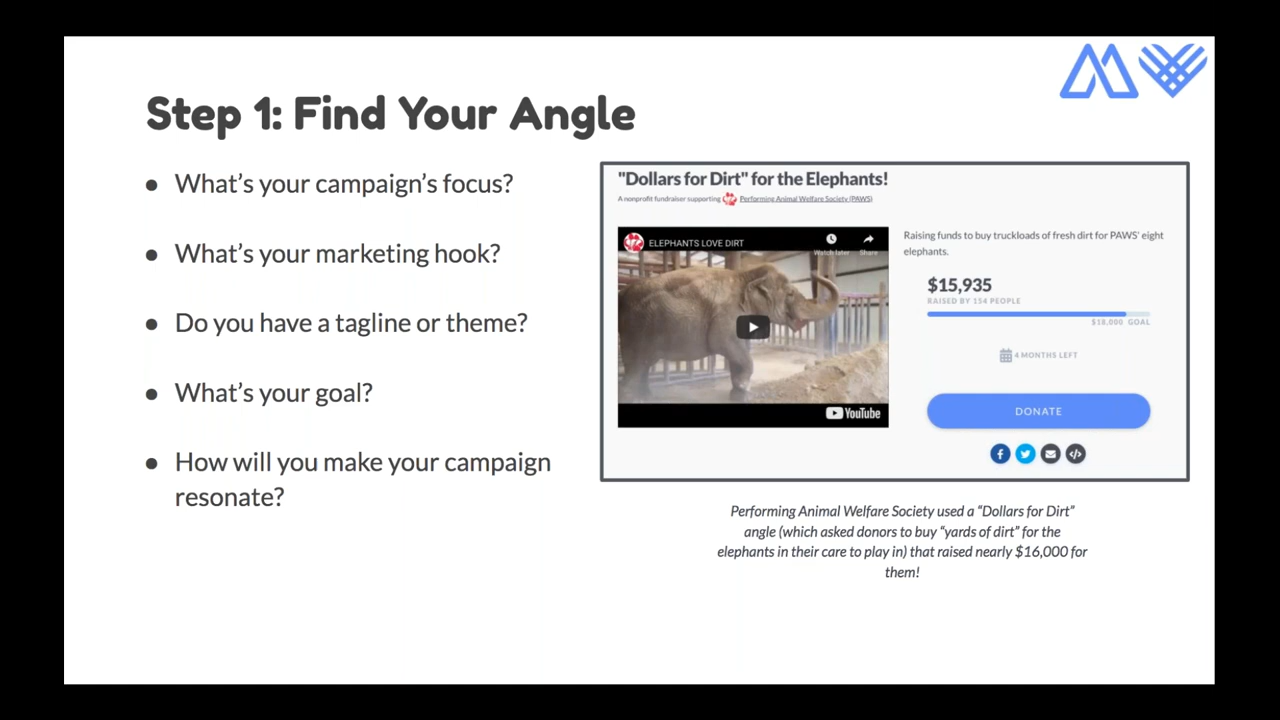 Step 1: Find Your Angle
● What's your campaign's focus?
● What's your marketing hook?
● Do you have a tagline or theme?
● What's your goal?
● How will you make your campaign
resonate?
"Dollars for Dirt" for the Elephants!
A nonprofit fundraiser supporting Performing Animal Welfare Society (PAWS)
ELEPHANTS LOVE DIRT
Watch later Share
YouTube
Raising funds to buy truckloads of fresh dirt for PAWS' eight
elephants.
$15,935
RAISED BY 154 PEOPLE
$18,000 GOAL
4 MONTHS LEFT
DONATE
Performing Animal Welfare Society used a “Dollars for Dirt”
angle (which asked donors to buy “yards of dirt” for the
elephants in their care to play in) that raised nearly $16,000 for
them!